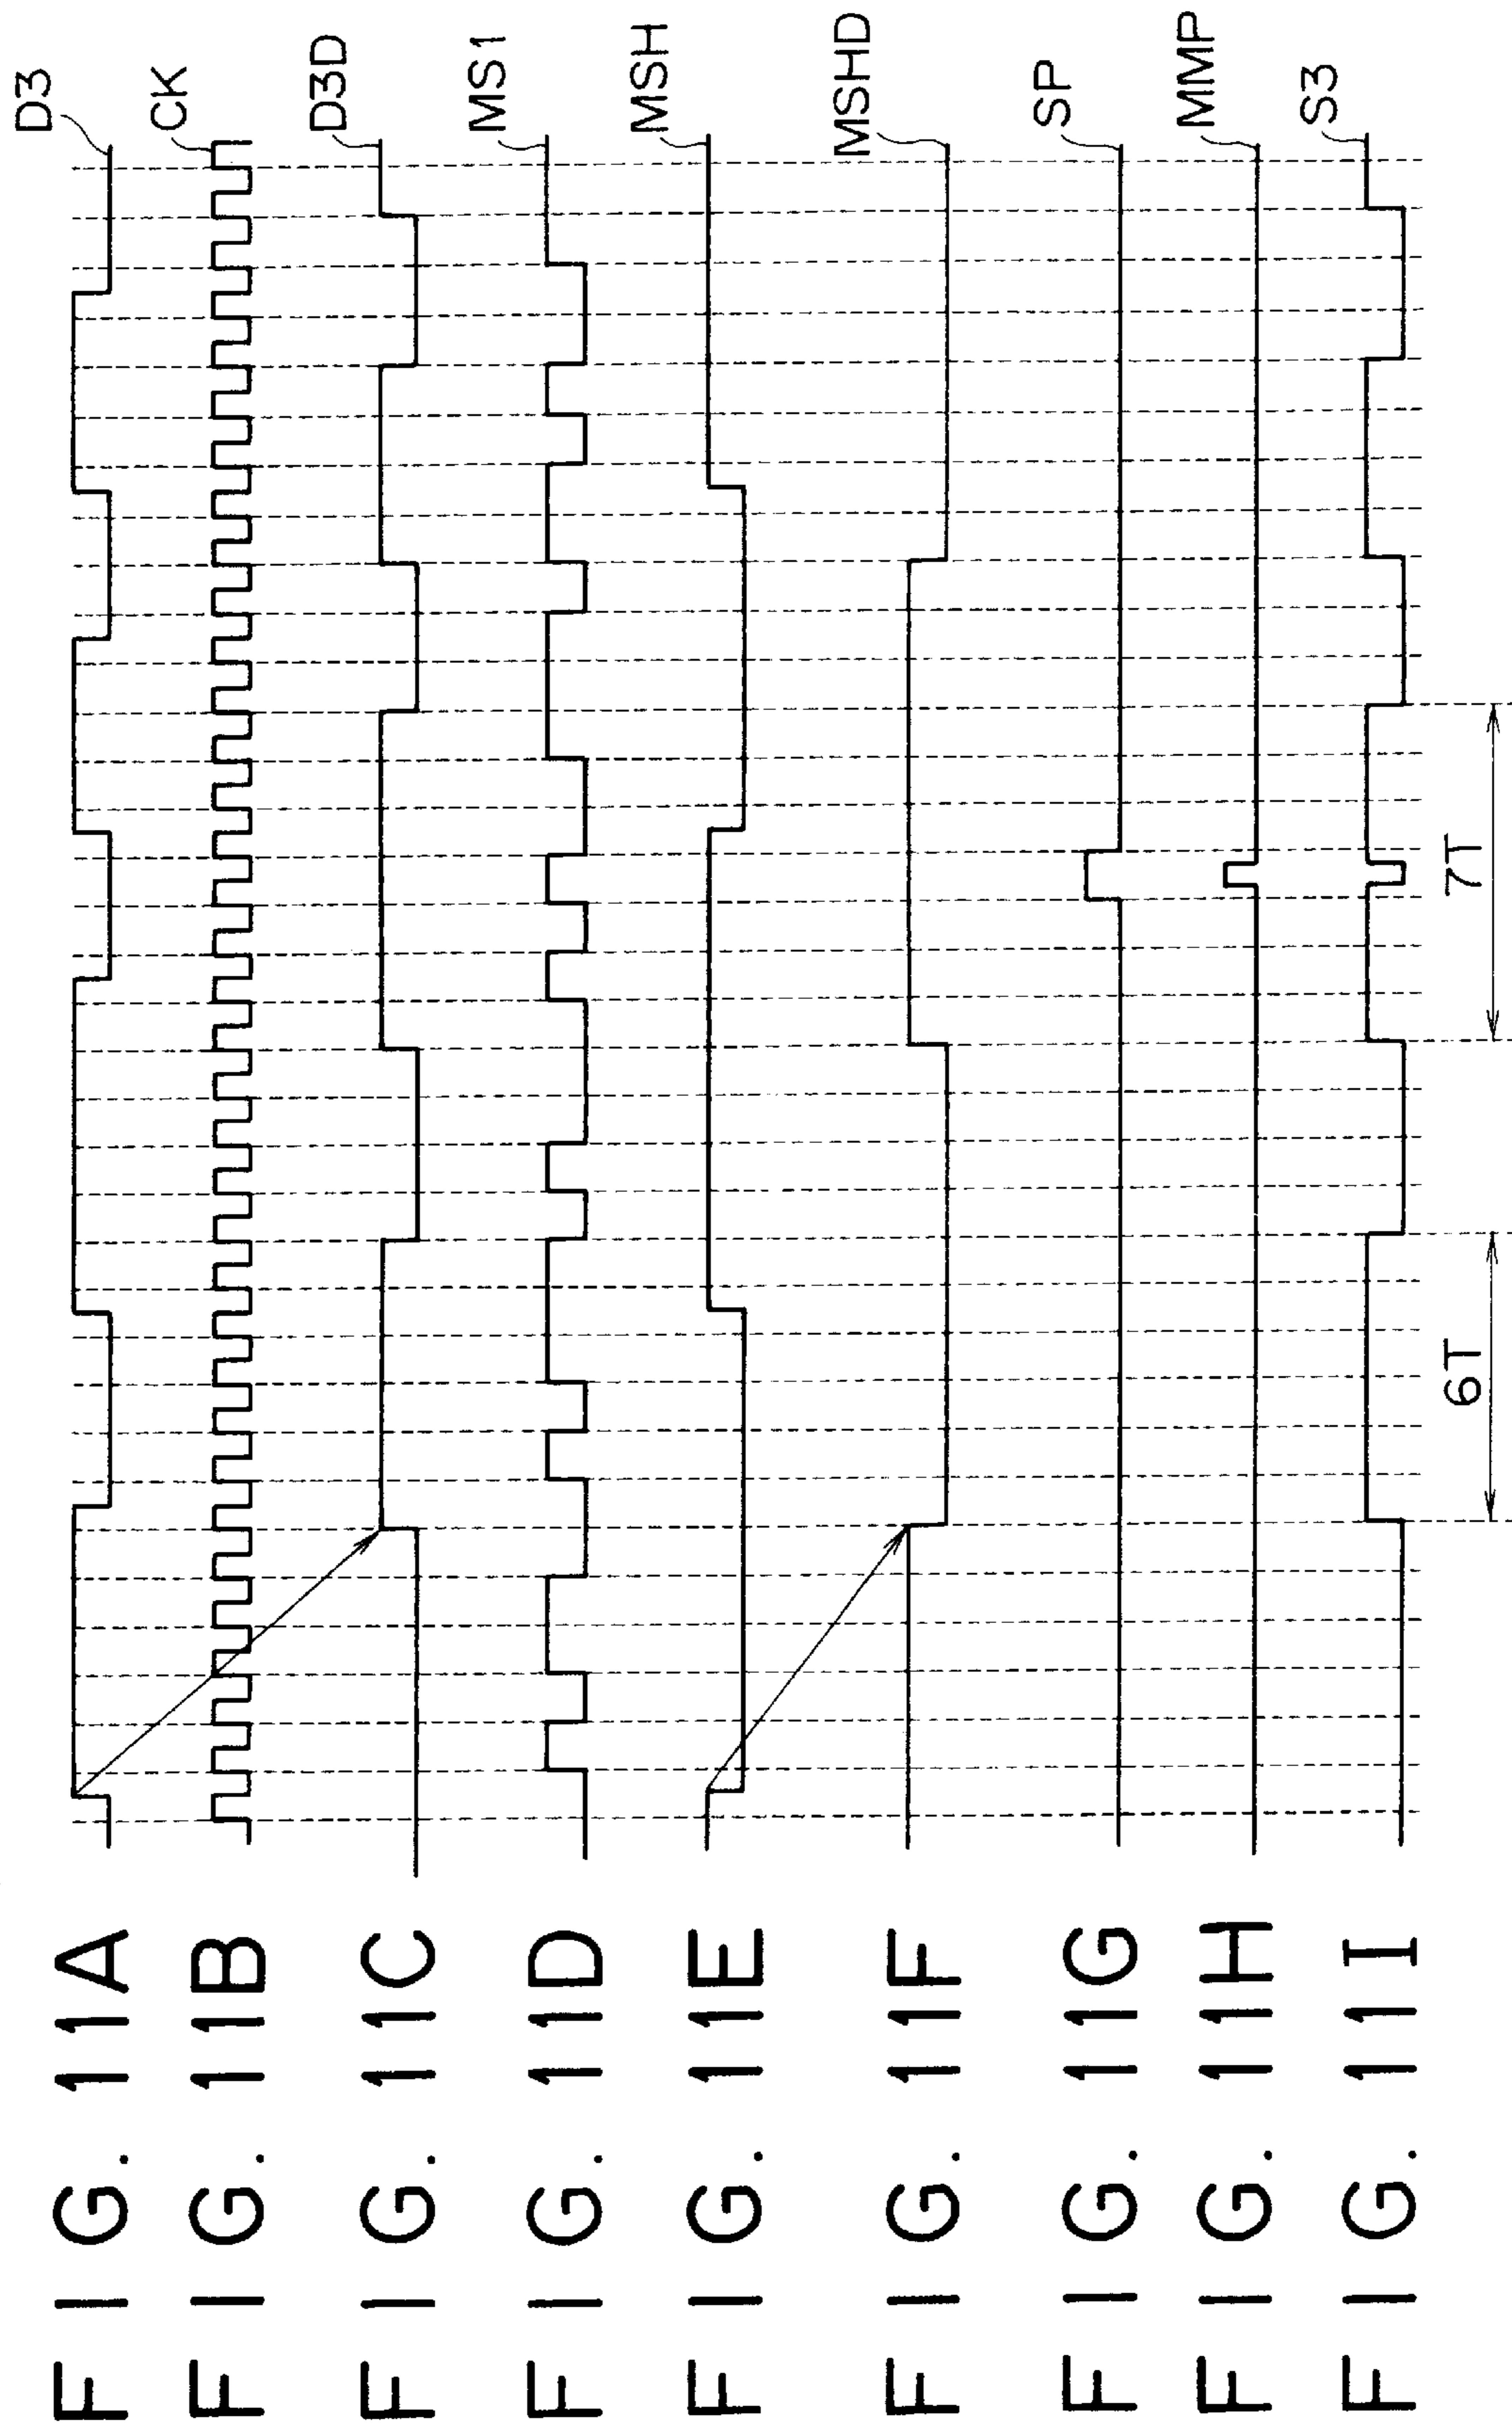 FIG. 11A D3
FIG. 11B CK
FIG. 11C D3D
FIG. 11D MS1
FIG. 11E MSH
FIG. 11F MSHD
FIG. 11G SP
FIG. 11H MMP
FIG. 11I S3
6T 7T